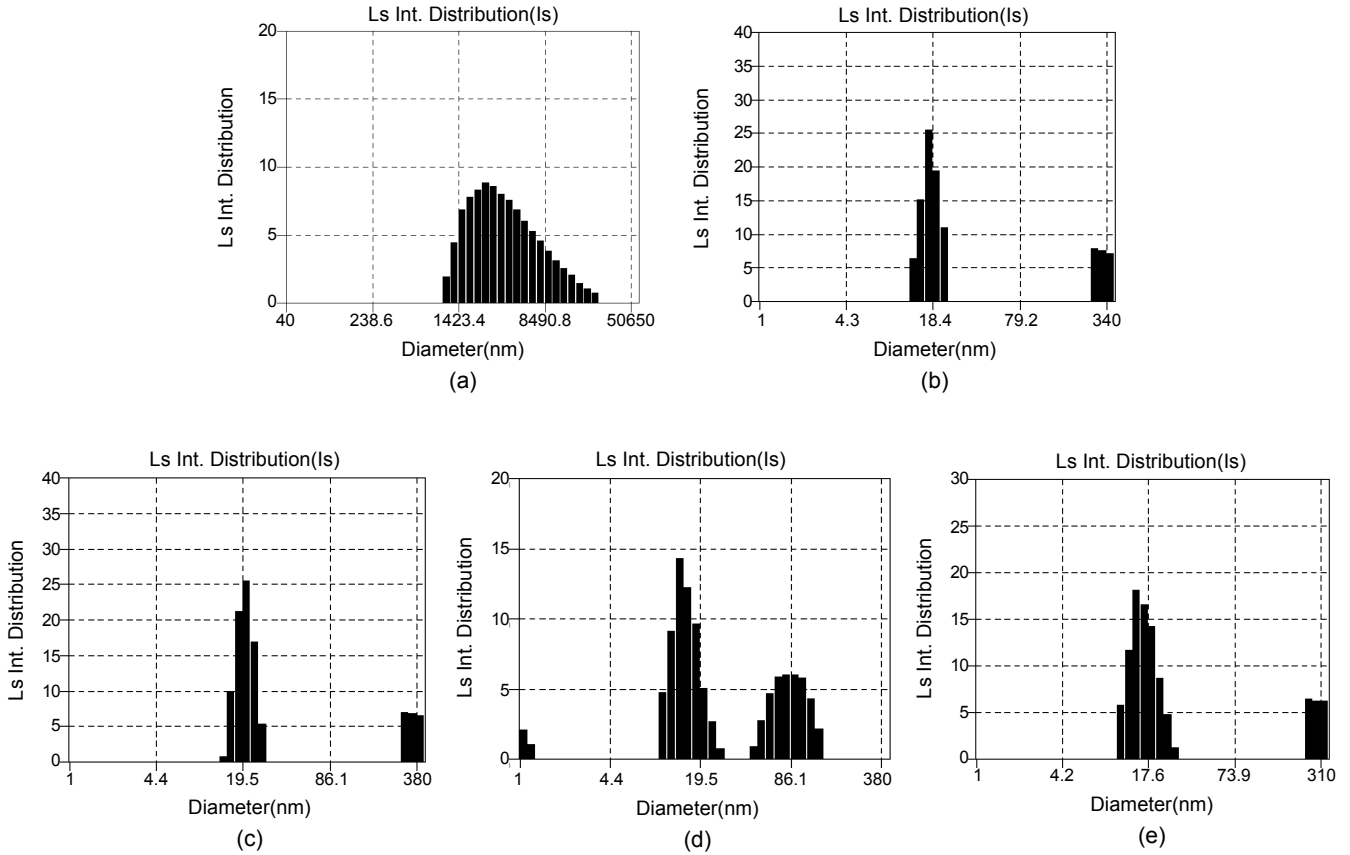 Ls Int. Distribution(Is)
Ls Int. Distribution
20
15
10
5
0
40 238.6 1423.4 8490.8 50650
Diameter(nm)
(a)
Ls Int. Distribution(Is)
Ls Int. Distribution
40
35
30
25
20
15
10
5
0
1 4.3 18.4 79.2 340
Diameter(nm)
(b)
Ls Int. Distribution(Is)
Ls Int. Distribution
40
35
30
25
20
15
10
5
0
1 4.4 19.5 86.1 380
Diameter(nm)
(c)
Ls Int. Distribution(Is)
Ls Int. Distribution
20
15
10
5
0
1 4.4 19.5 86.1 380
Diameter(nm)
(d)
Ls Int. Distribution(Is)
Ls Int. Distribution
30
25
20
15
10
5
0
1 4.2 17.6 73.9 310
Diameter(nm)
(e)